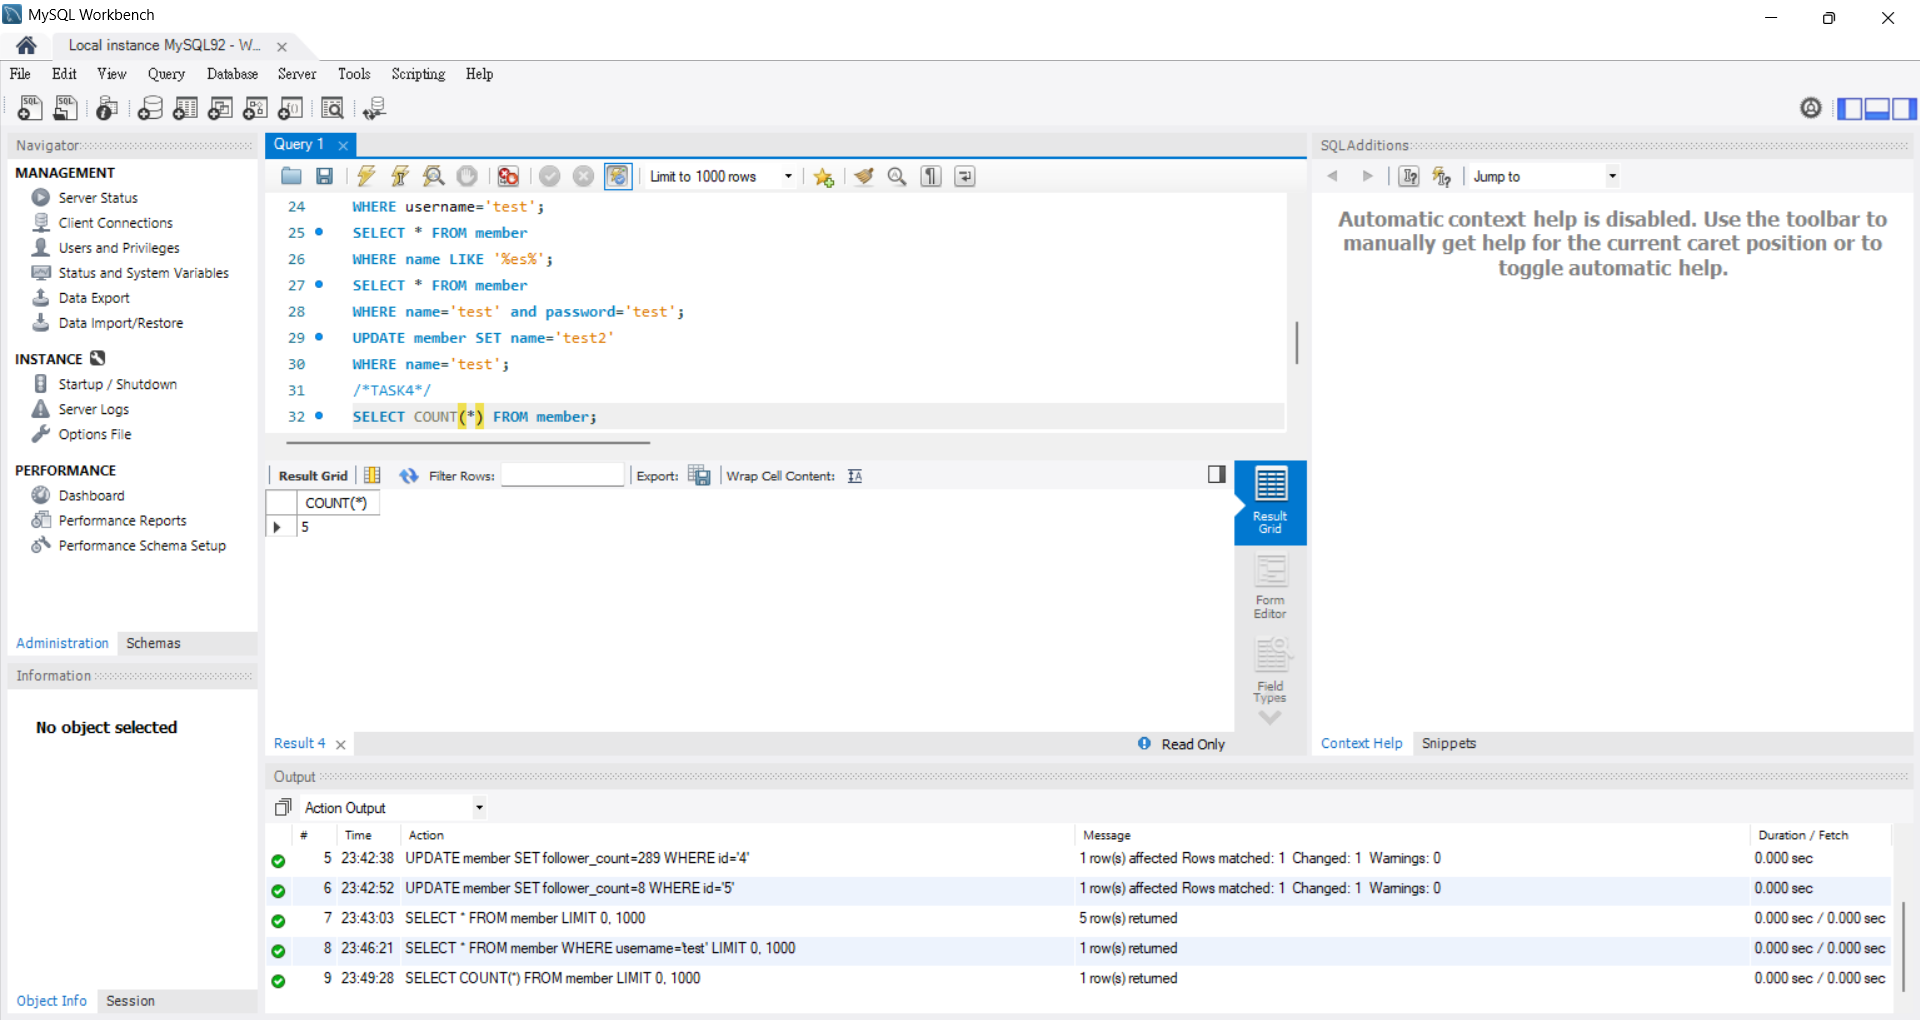 MySQL Workbench
Local instance MySQL92 - W...
File Edit View Query Database Server Tools Scripting Help
Navigator
MANAGEMENT
Server Status
Client Connections
Users and Privileges
Status and System Variables
Data Export
Data Import/Restore
INSTANCE
Startup / Shutdown
Server Logs
Options File
PERFORMANCE
Dashboard
Performance Reports
Performance Schema Setup
Administration Schemas
Information
No object selected
Object Info Session
Query 1
Limit to 1000 rows
24 WHERE username='test';
25 SELECT * FROM member
26 WHERE name LIKE '%es%';
27 SELECT * FROM member
28 WHERE name='test' and password='test';
29 UPDATE member SET name='test2'
30 WHERE name='test';
31 /*TASK4*/
32 SELECT COUNT(*) FROM member;
Result Grid Filter Rows: Export: Wrap Cell Content:
COUNT(*)
5
Result Grid
Form Editor
Field Types
Result 4 Read Only
SQLAdditions
Jump to
Automatic context help is disabled. Use the toolbar to
manually get help for the current caret position or to
toggle automatic help.
Context Help Snippets
Output
Action Output
# Time Action Message Duration / Fetch
5 23:42:38 UPDATE member SET follower_count=289 WHERE id='4' 1 row(s) affected Rows matched: 1 Changed: 1 Warnings: 0 0.000 sec
6 23:42:52 UPDATE member SET follower_count=8 WHERE id='5' 1 row(s) affected Rows matched: 1 Changed: 1 Warnings: 0 0.000 sec
7 23:43:03 SELECT * FROM member LIMIT 0, 1000 5 row(s) returned 0.000 sec / 0.000 sec
8 23:46:21 SELECT * FROM member WHERE username='test' LIMIT 0, 1000 1 row(s) returned 0.000 sec / 0.000 sec
9 23:49:28 SELECT COUNT(*) FROM member LIMIT 0, 1000 1 row(s) returned 0.000 sec / 0.000 sec